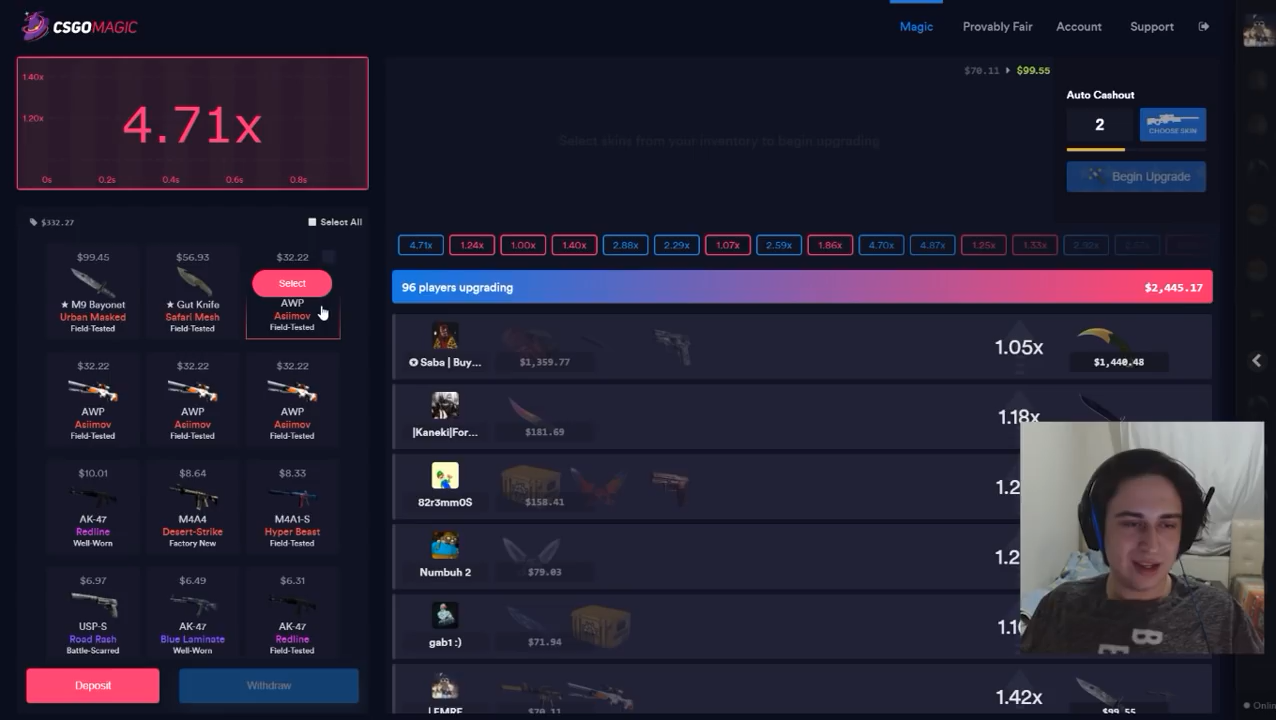 CSGOMAGIC
Magic
Provably Fair
Account
Support
1.40x
1.20x
4.71x
0s 0.2s 0.4s 0.6s 0.8s
$70.11 $99.55
Select skins from your inventory to begin upgrading
Auto Cashout
2
CHOOSE SKIN
Begin Upgrade
$332.27
Select All
4.71x 1.24x 1.00x 1.40x 2.88x 2.29x 1.07x 2.59x 1.86x 4.70x 4.87x 1.25x 1.33x
96 players upgrading
$2,445.17
$99.45
★ M9 Bayonet
Urban Masked
Field-Tested
$56.93
★ Gut Knife
Safari Mesh
Field-Tested
$32.22
Select
AWP
Asiimov
Field-Tested
$32.22
AWP
Asiimov
Field-Tested
$32.22
AWP
Asiimov
Field-Tested
$32.22
AWP
Asiimov
Field-Tested
$10.01
AK-47
Redline
Well-Worn
$8.64
M4A4
Desert-Strike
Factory New
$8.33
M4A1-S
Hyper Beast
Field-Tested
$6.97
USP-S
Road Rash
Battle-Scarred
$6.49
AK-47
Blue Laminate
Well-Worn
$6.31
AK-47
Redline
Field-Tested
Deposit
Withdraw
✪ Saba | Buy...
$1,359.77
1.05x
$1,440.48
|Kaneki|For...
$181.69
1.18x
82r3mm0S
$158.41
1.2
Numbuh 2
$79.03
1.2
gab1 :)
$71.94
1.1
$70.11
1.42x
$99.55
Onlin